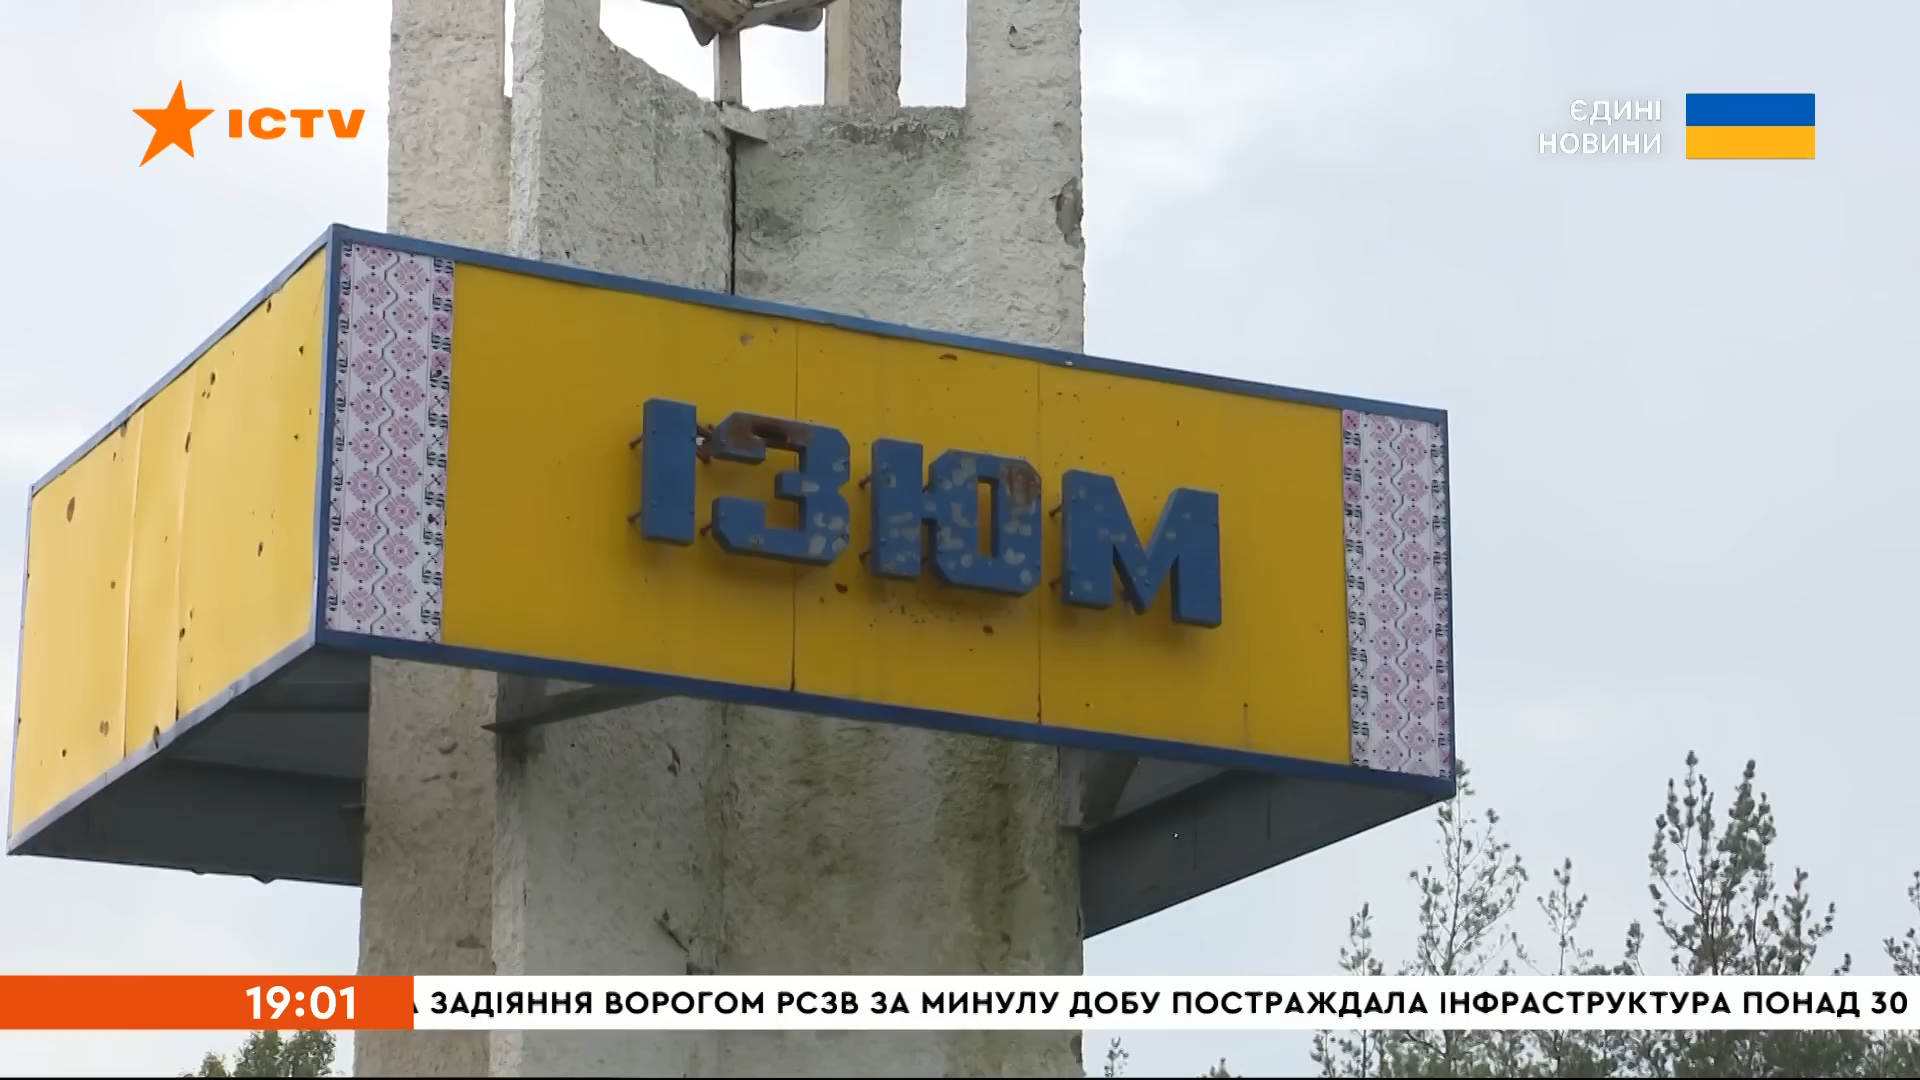 ICTV
ЄДИНІ
НОВИНИ
ІЗЮМ
19:01
ЗАДІЯННЯ ВОРОГОМ РСЗВ ЗА МИНУЛУ ДОБУ ПОСТРАЖДАЛА ІНФРАСТРУКТУРА ПОНАД 30